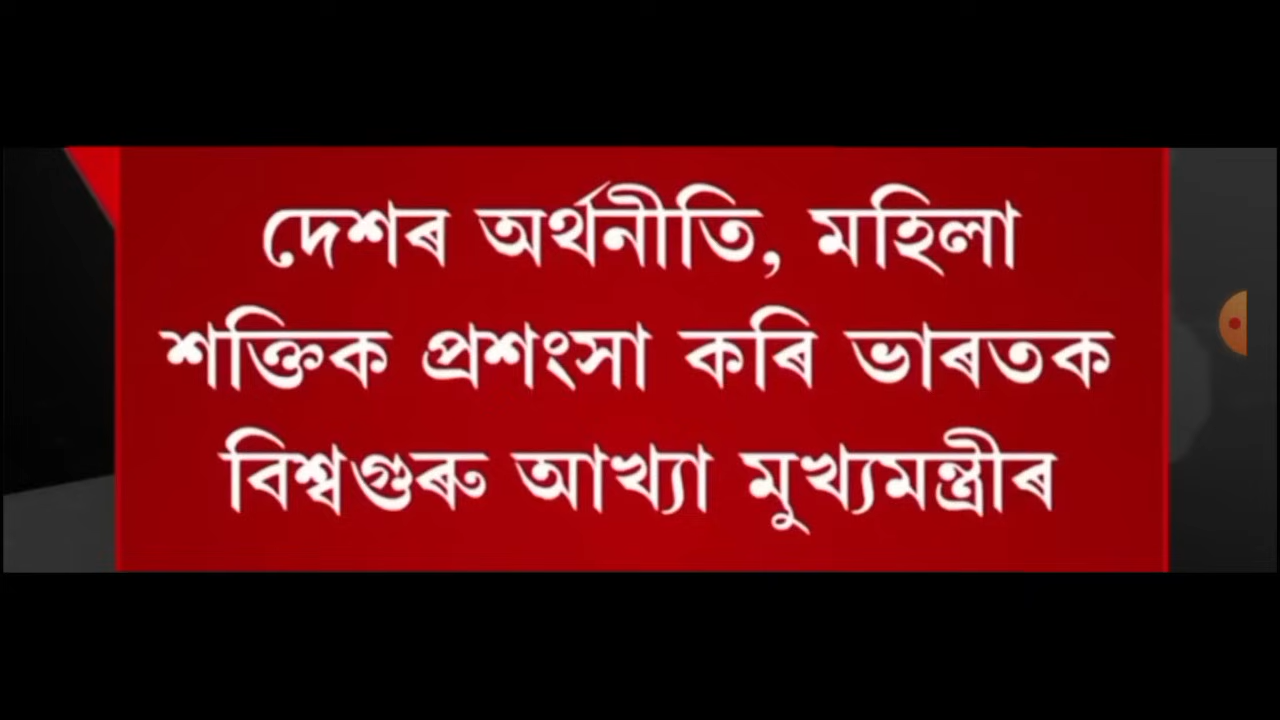 দেশৰ অৰ্থনীতি, মহিলা
শক্তিক প্ৰশংসা কৰি ভাৰতক
বিশ্বগুৰু আখ্যা মুখ্যমন্ত্ৰীৰ